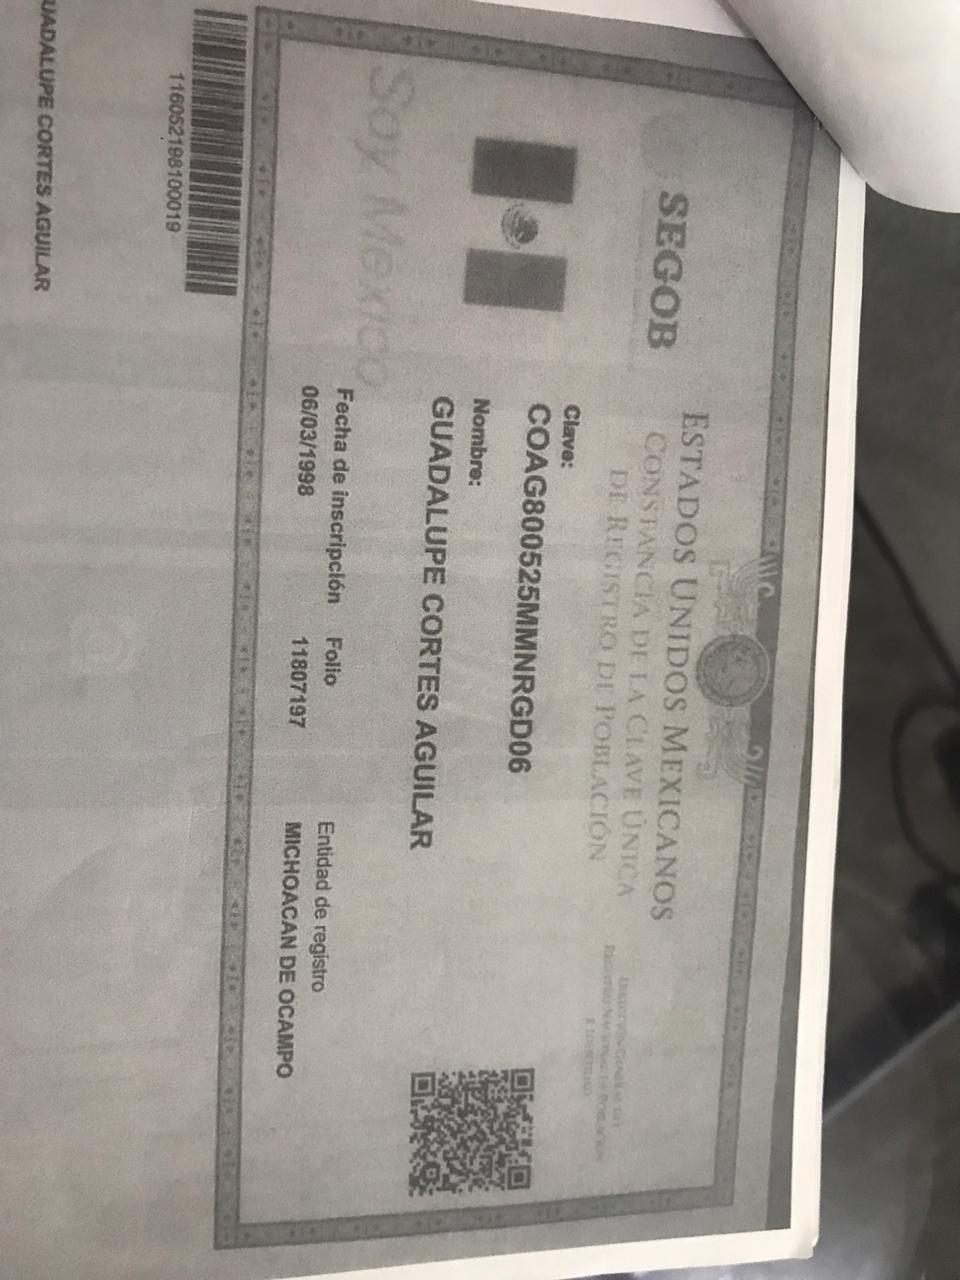 SEGOB
ESTADOS UNIDOS MEXICANOS
CONSTANCIA DE LA CLAVE ÚNICA
DE REGISTRO DE POBLACIÓN
Clave:
COAG800525MMNRGD06
Nombre:
GUADALUPE CORTES AGUILAR
Soy México
Fecha de inscripción Folio Entidad de registro
06/03/1998 11807197 MICHOACAN DE OCAMPO
116052198100019
UADALUPE CORTES AGUILAR